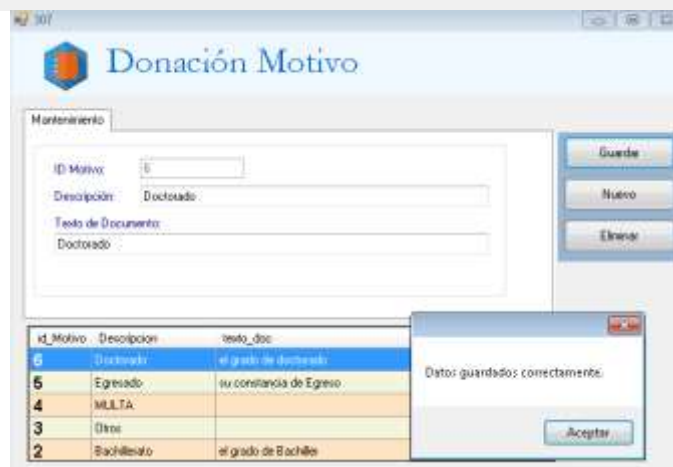 307
Donación Motivo
Mantenimiento
ID Motivo: 6
Descripción: Doctorado
Texto de Documento:
Doctorado
Guardar
Nuevo
Eliminar
id_Motivo Descripcion texto_doc
6 Doctorado el grado de doctorado
5 Egresado su constancia de Egreso
4 MULTA
3 Otros
2 Bachillerato el grado de Bachiller
Datos guardados correctamente.
Aceptar